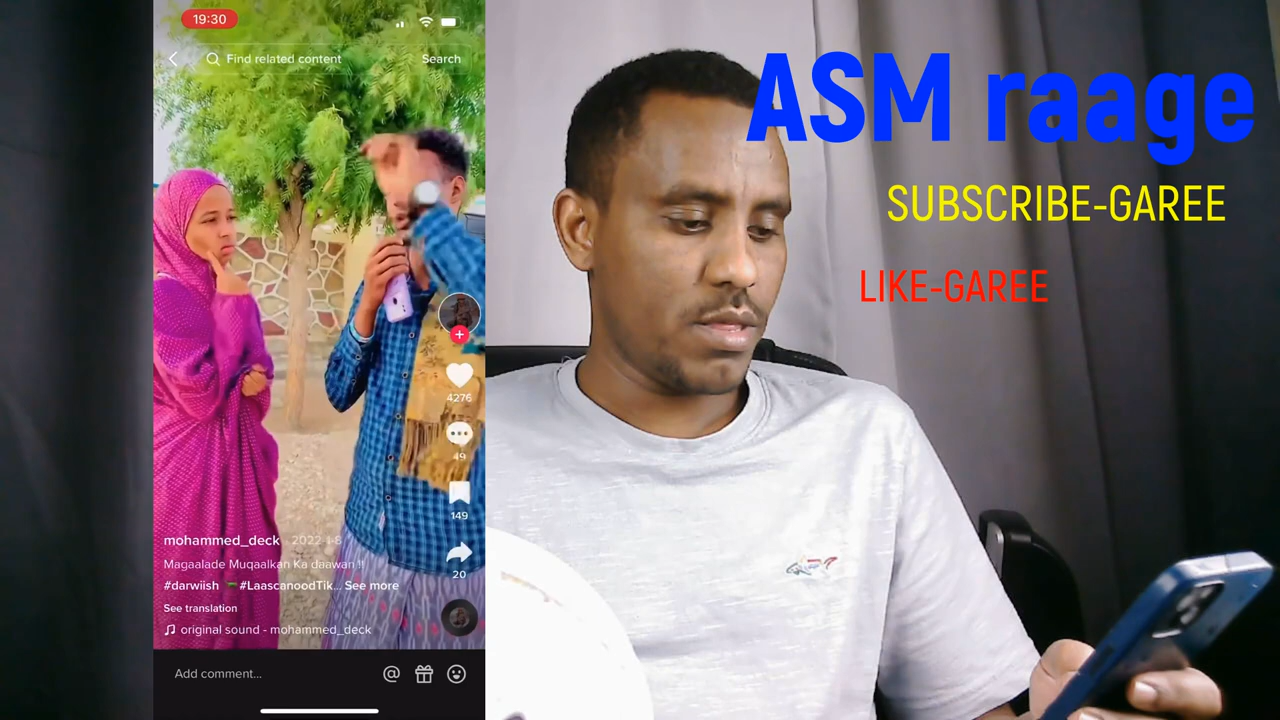 19:30
Find related content
Search
4276
49
149
20
mohammed_deck · 2022-1-8
Magaalade Muqaalkan Ka daawan !!
#darwiish #LaascanoodTik... See more
See translation
original sound - mohammed_deck
Add comment...
ASM raage
SUBSCRIBE-GAREE
LIKE-GAREE